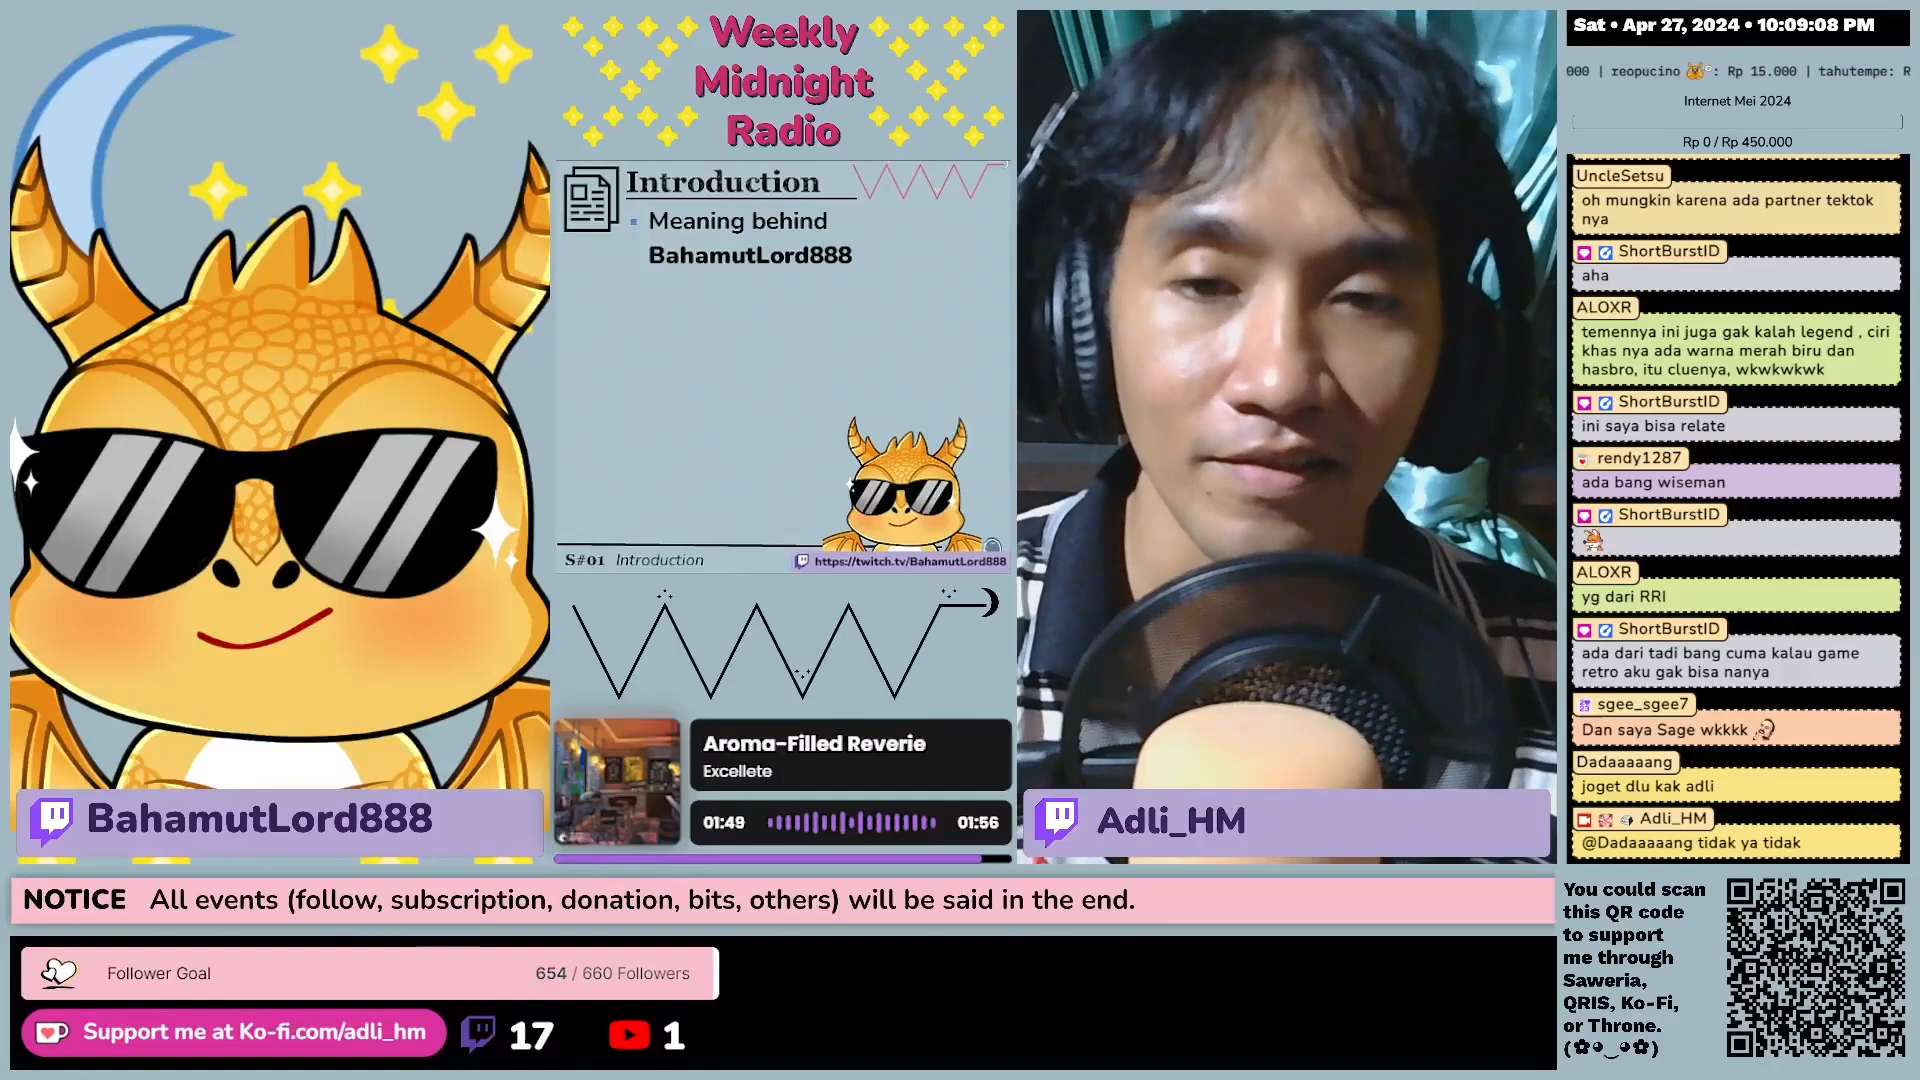 Weekly
Midnight
Radio
Introduction
Meaning behind
BahamutLord888
S#01 Introduction
https://twitch.tv/BahamutLord888
Aroma-Filled Reverie
Excellete
01:49
01:56
BahamutLord888
Adli_HM
Sat • Apr 27, 2024 • 10:09:08 PM
000 | reopucino : Rp 15.000 | tahutempe: R
Internet Mei 2024
Rp 0 / Rp 450.000
UncleSetsu
oh mungkin karena ada partner tektok
nya
ShortBurstID
aha
ALOXR
temennya ini juga gak kalah legend , ciri
khas nya ada warna merah biru dan
hasbro, itu cluenya, wkwkwkwk
ShortBurstID
ini saya bisa relate
rendy1287
ada bang wiseman
ShortBurstID
ALOXR
yg dari RRI
ShortBurstID
ada dari tadi bang cuma kalau game
retro aku gak bisa nanya
sgee_sgee7
Dan saya Sage wkkkk
Dadaaaaang
joget dlu kak adli
Adli_HM
@Dadaaaaang tidak ya tidak
NOTICE All events (follow, subscription, donation, bits, others) will be said in the end.
Follower Goal
654 / 660 Followers
Support me at Ko-fi.com/adli_hm
17
1
You could scan
this QR code
to support
me through
Saweria,
QRIS, Ko-Fi,
or Throne.
(✿◕‿◕✿)